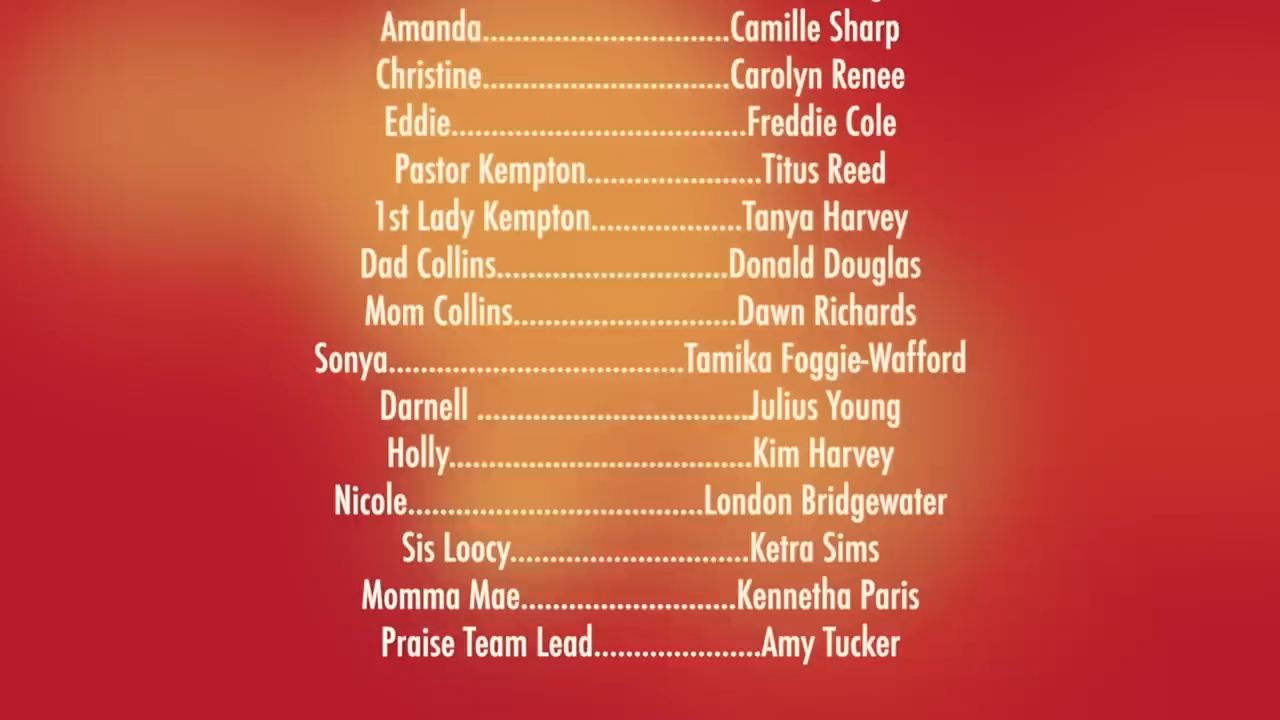 Amanda...............................Camille Sharp
Christine...............................Carolyn Renee
Eddie.....................................Freddie Cole
Pastor Kempton......................Titus Reed
1st Lady Kempton...................Tanya Harvey
Dad Collins.............................Donald Douglas
Mom Collins............................Dawn Richards
Sonya.....................................Tamika Foggie-Wafford
Darnell ..................................Julius Young
Holly......................................Kim Harvey
Nicole.....................................London Bridgewater
Sis Loocy..............................Ketra Sims
Momma Mae...........................Kennetha Paris
Praise Team Lead.....................Amy Tucker